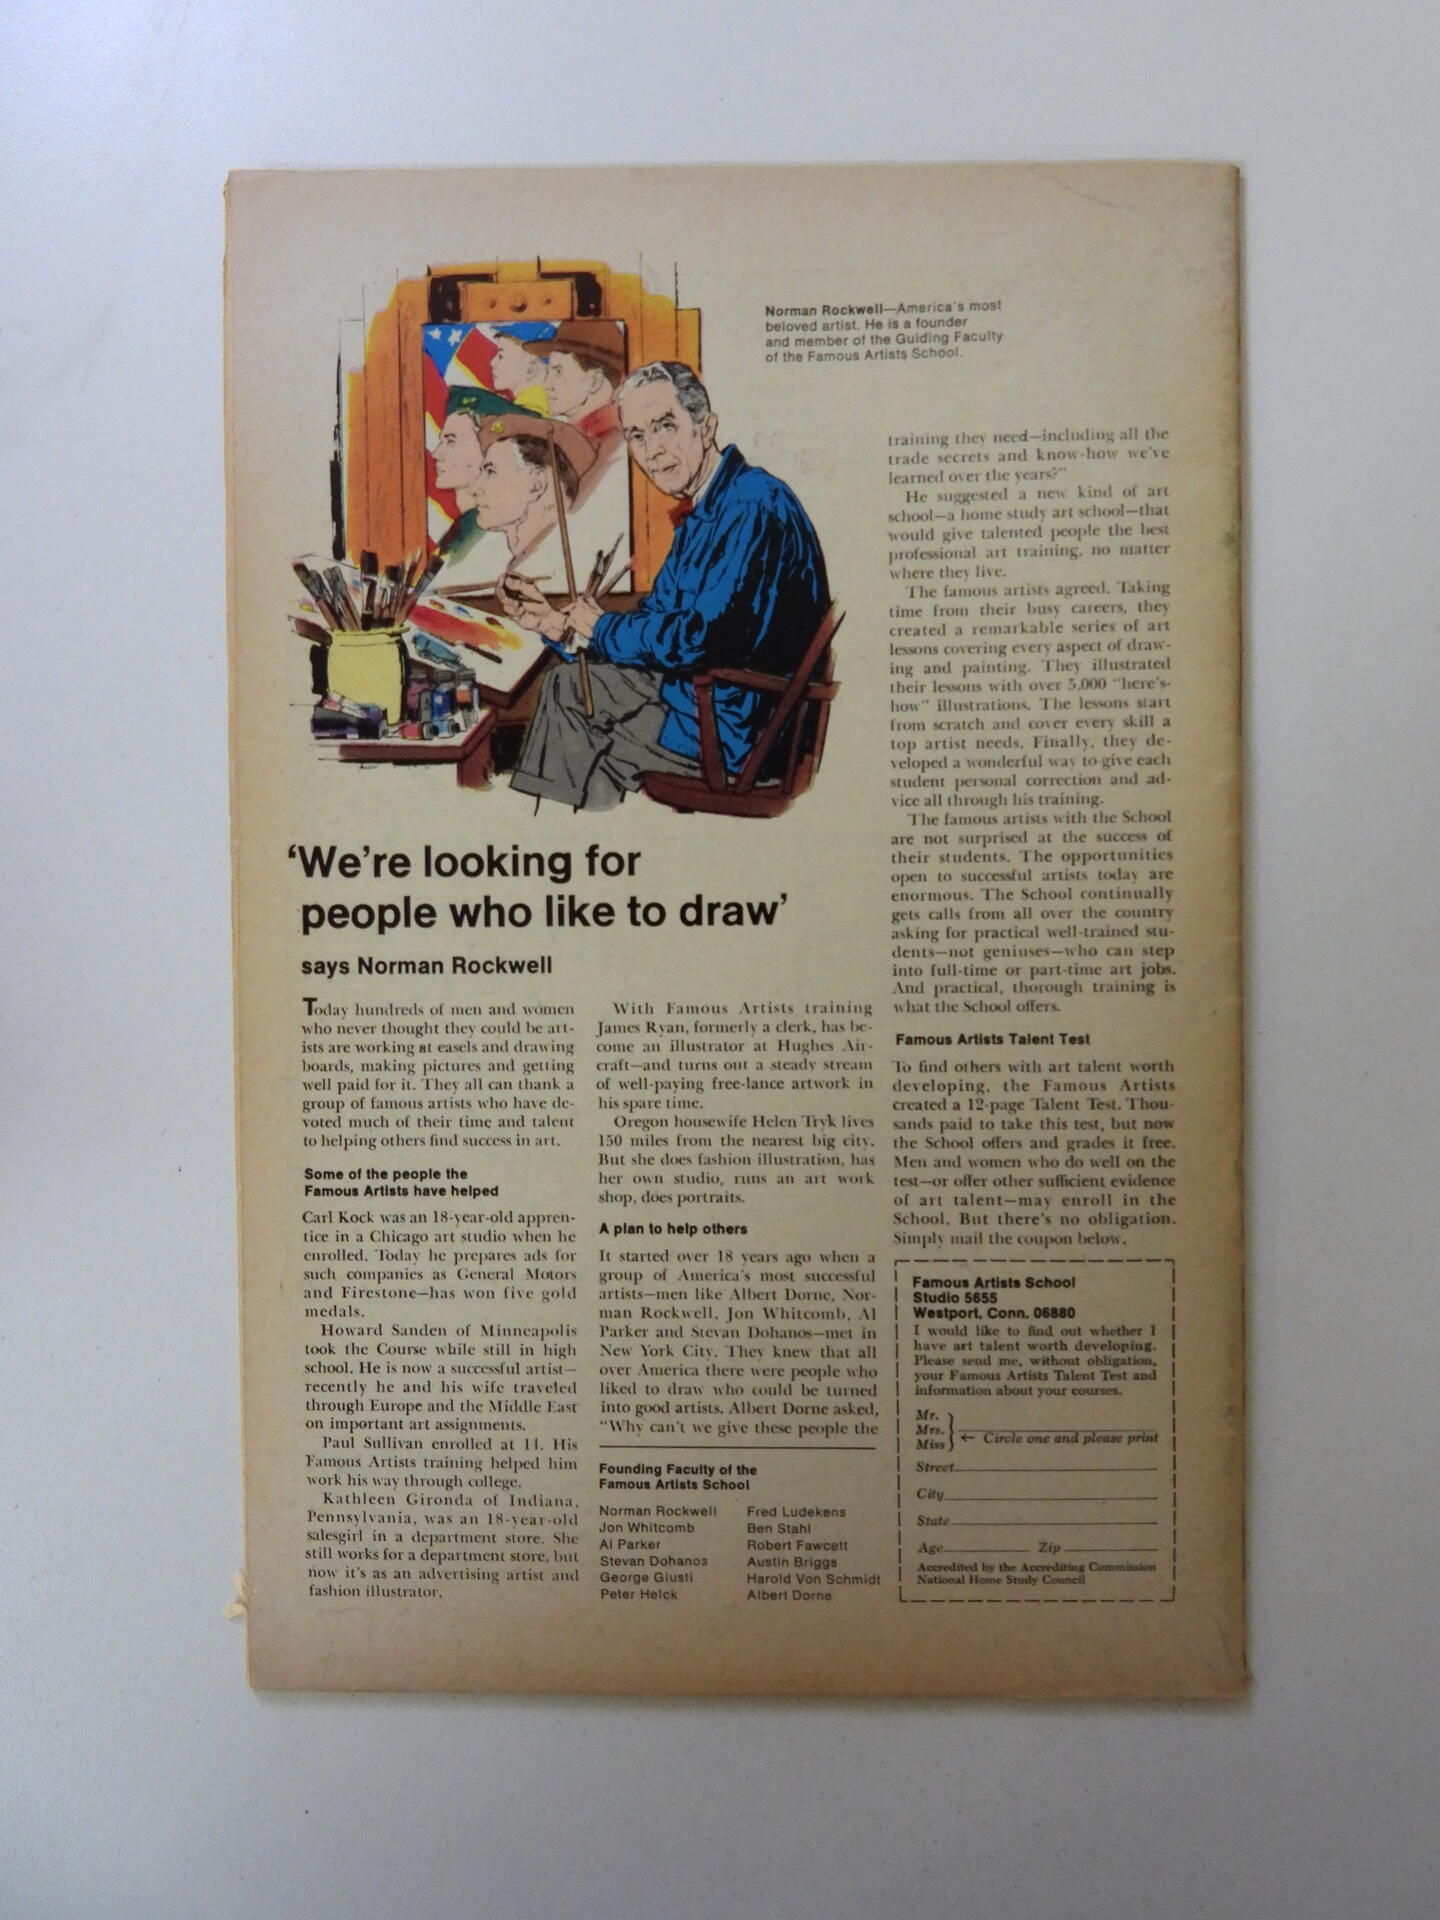 Norman Rockwell—America's most
beloved artist. He is a founder
and member of the Guiding Faculty
of the Famous Artists School.
‘We're looking for
people who like to draw’
says Norman Rockwell
Today hundreds of men and women
who never thought they could be art-
ists are working at easels and drawing
boards, making pictures and getting
well paid for it. They all can thank a
group of famous artists who have de-
voted much of their time and talent
to helping others find success in art.
Some of the people the
Famous Artists have helped
Carl Kock was an 18-year-old appren-
tice in a Chicago art studio when he
enrolled. Today he prepares ads for
such companies as General Motors
and Firestone—has won five gold
medals.
Howard Sanden of Minneapolis
took the Course while still in high
school. He is now a successful artist—
recently he and his wife traveled
through Europe and the Middle East
on important art assignments.
Paul Sullivan enrolled at 14. His
Famous Artists training helped him
work his way through college.
Kathleen Gironda of Indiana,
Pennsylvania, was an 18-year-old
salesgirl in a department store. She
still works for a department store, but
now it's as an advertising artist and
fashion illustrator.
With Famous Artists training
James Ryan, formerly a clerk, has be-
come an illustrator at Hughes Air-
craft—and turns out a steady stream
of well-paying free-lance artwork in
his spare time.
Oregon housewife Helen Tryk lives
150 miles from the nearest big city.
But she does fashion illustration, has
her own studio, runs an art work
shop, does portraits.
A plan to help others
It started over 18 years ago when a
group of America's most successful
artists—men like Albert Dorne, Nor-
man Rockwell, Jon Whitcomb, Al
Parker and Stevan Dohanos—met in
New York City. They knew that all
over America there were people who
liked to draw who could be turned
into good artists. Albert Dorne asked,
“Why can't we give these people the
Founding Faculty of the
Famous Artists School
Norman Rockwell
Jon Whitcomb
Al Parker
Stevan Dohanos
George Giusti
Peter Helck
Fred Ludekens
Ben Stahl
Robert Fawcett
Austin Briggs
Harold Von Schmidt
Albert Dorne
training they need—including all the
trade secrets and know-how we've
learned over the years?”
He suggested a new kind of art
school—a home study art school—that
would give talented people the best
professional art training, no matter
where they live.
The famous artists agreed. Taking
time from their busy careers, they
created a remarkable series of art
lessons covering every aspect of draw-
ing and painting. They illustrated
their lessons with over 5,000 “here's-
how” illustrations. The lessons start
from scratch and cover every skill a
top artist needs. Finally, they de-
veloped a wonderful way to give each
student personal correction and ad-
vice all through his training.
The famous artists with the School
are not surprised at the success of
their students. The opportunities
open to successful artists today are
enormous. The School continually
gets calls from all over the country
asking for practical well-trained stu-
dents—not geniuses—who can step
into full-time or part-time art jobs.
And practical, thorough training is
what the School offers.
Famous Artists Talent Test
To find others with art talent worth
developing, the Famous Artists
created a 12-page Talent Test. Thou-
sands paid to take this test, but now
the School offers and grades it free.
Men and women who do well on the
test—or offer other sufficient evidence
of art talent—may enroll in the
School. But there's no obligation.
Simply mail the coupon below.
Famous Artists School
Studio 5655
Westport, Conn. 06880
I would like to find out whether I
have art talent worth developing.
Please send me, without obligation,
your Famous Artists Talent Test and
information about your courses.
Mr.
Mrs.
Miss ← Circle one and please print
Street
City
State
Age Zip
Accredited by the Accrediting Commission
National Home Study Council